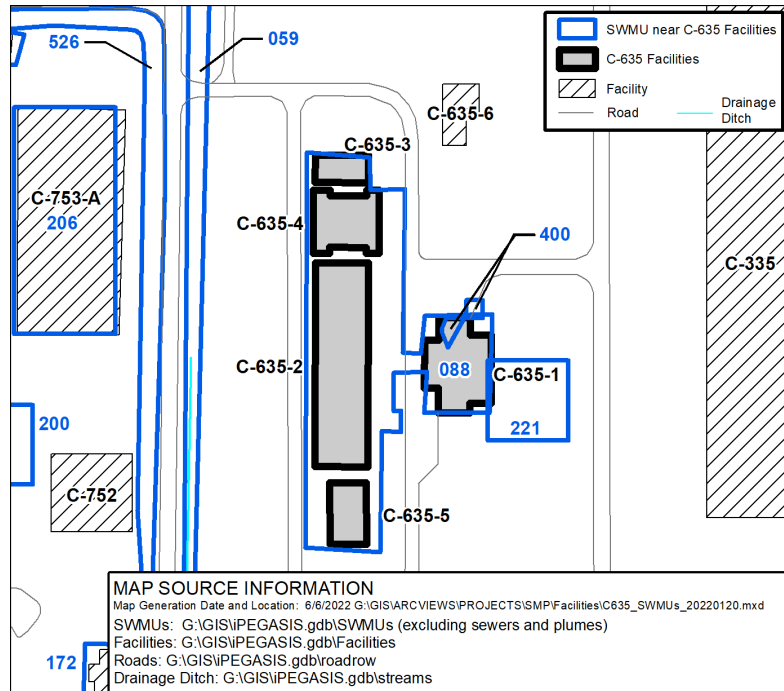 526
059
SWMU near C-635 Facilities
C-635 Facilities
Facility
Road
Drainage
Ditch
C-635-6
C-635-3
C-753-A
206
C-635-4
400
C-335
C-635-2
088
C-635-1
200
221
C-752
C-635-5
MAP SOURCE INFORMATION
Map Generation Date and Location: 6/6/2022 G:\GIS\ARCVIEWS\PROJECTS\SMP\Facilities\C635_SWMUs_20220120.mxd
SWMUs: G:\GIS\iPEGASIS.gdb\SWMUs (excluding sewers and plumes)
Facilities: G:\GIS\iPEGASIS.gdb\Facilities
Roads: G:\GIS\iPEGASIS.gdb\roadrow
Drainage Ditch: G:\GIS\iPEGASIS.gdb\streams
172